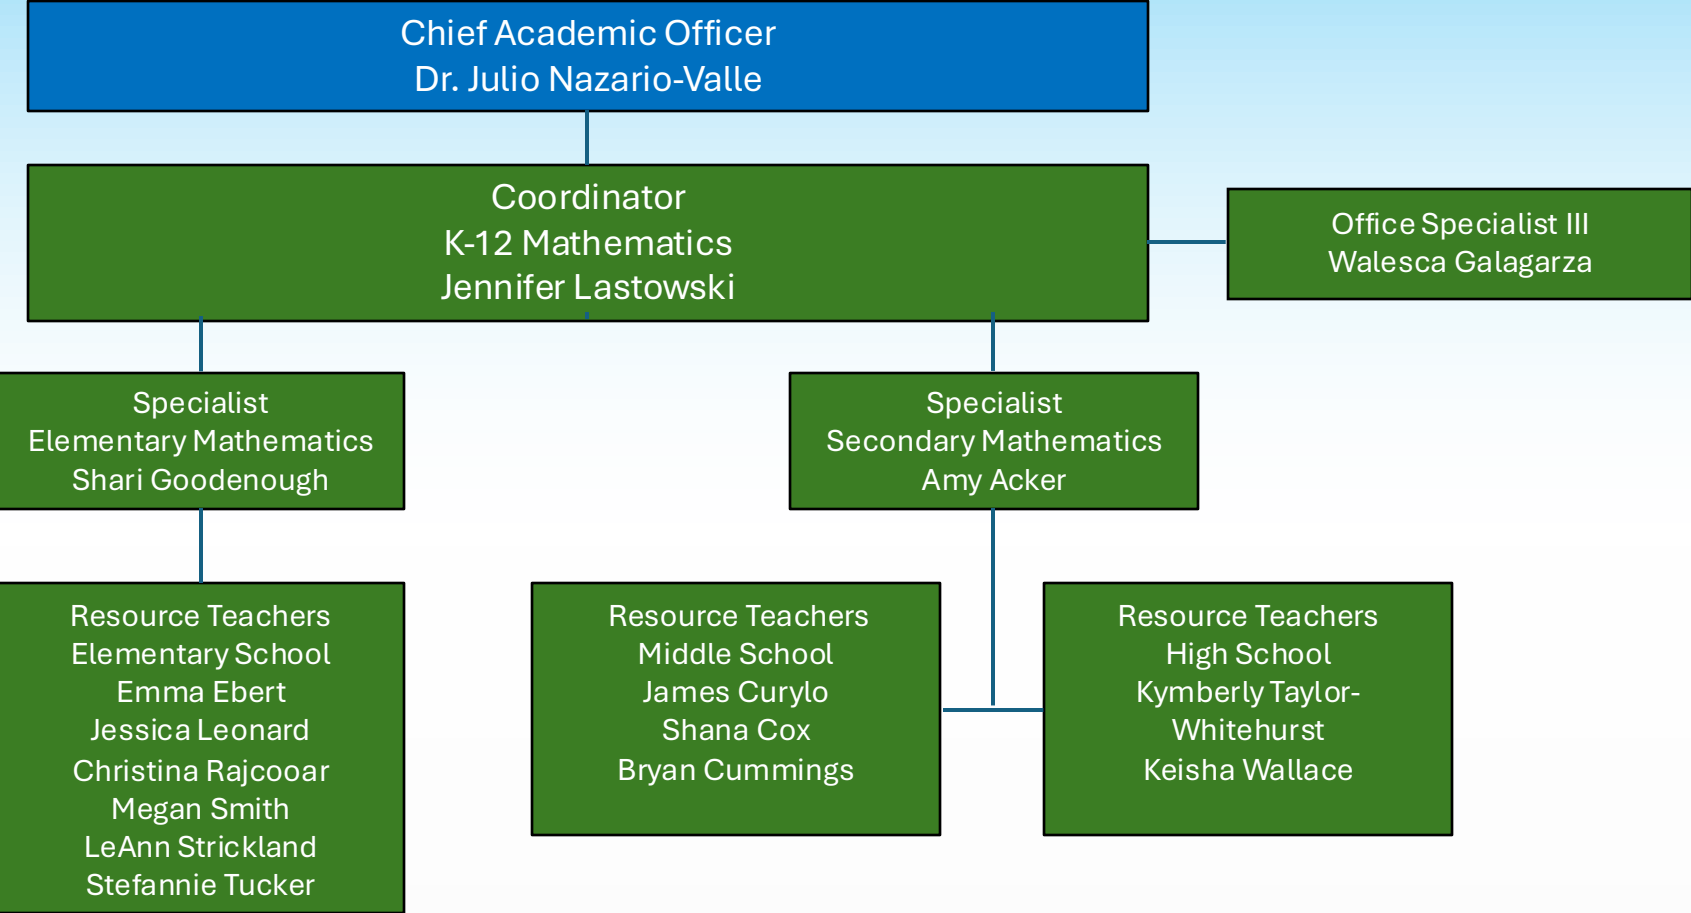 Chief Academic Officer
Dr. Julio Nazario-Valle
Coordinator
K-12 Mathematics
Jennifer Lastowski
Office Specialist III
Walesca Galagarza
Specialist
Elementary Mathematics
Shari Goodenough
Specialist
Secondary Mathematics
Amy Acker
Resource Teachers
Elementary School
Emma Ebert
Jessica Leonard
Christina Rajcooar
Megan Smith
LeAnn Strickland
Stefannie Tucker
Resource Teachers
Middle School
James Curylo
Shana Cox
Bryan Cummings
Resource Teachers
High School
Kymberly Taylor-
Whitehurst
Keisha Wallace